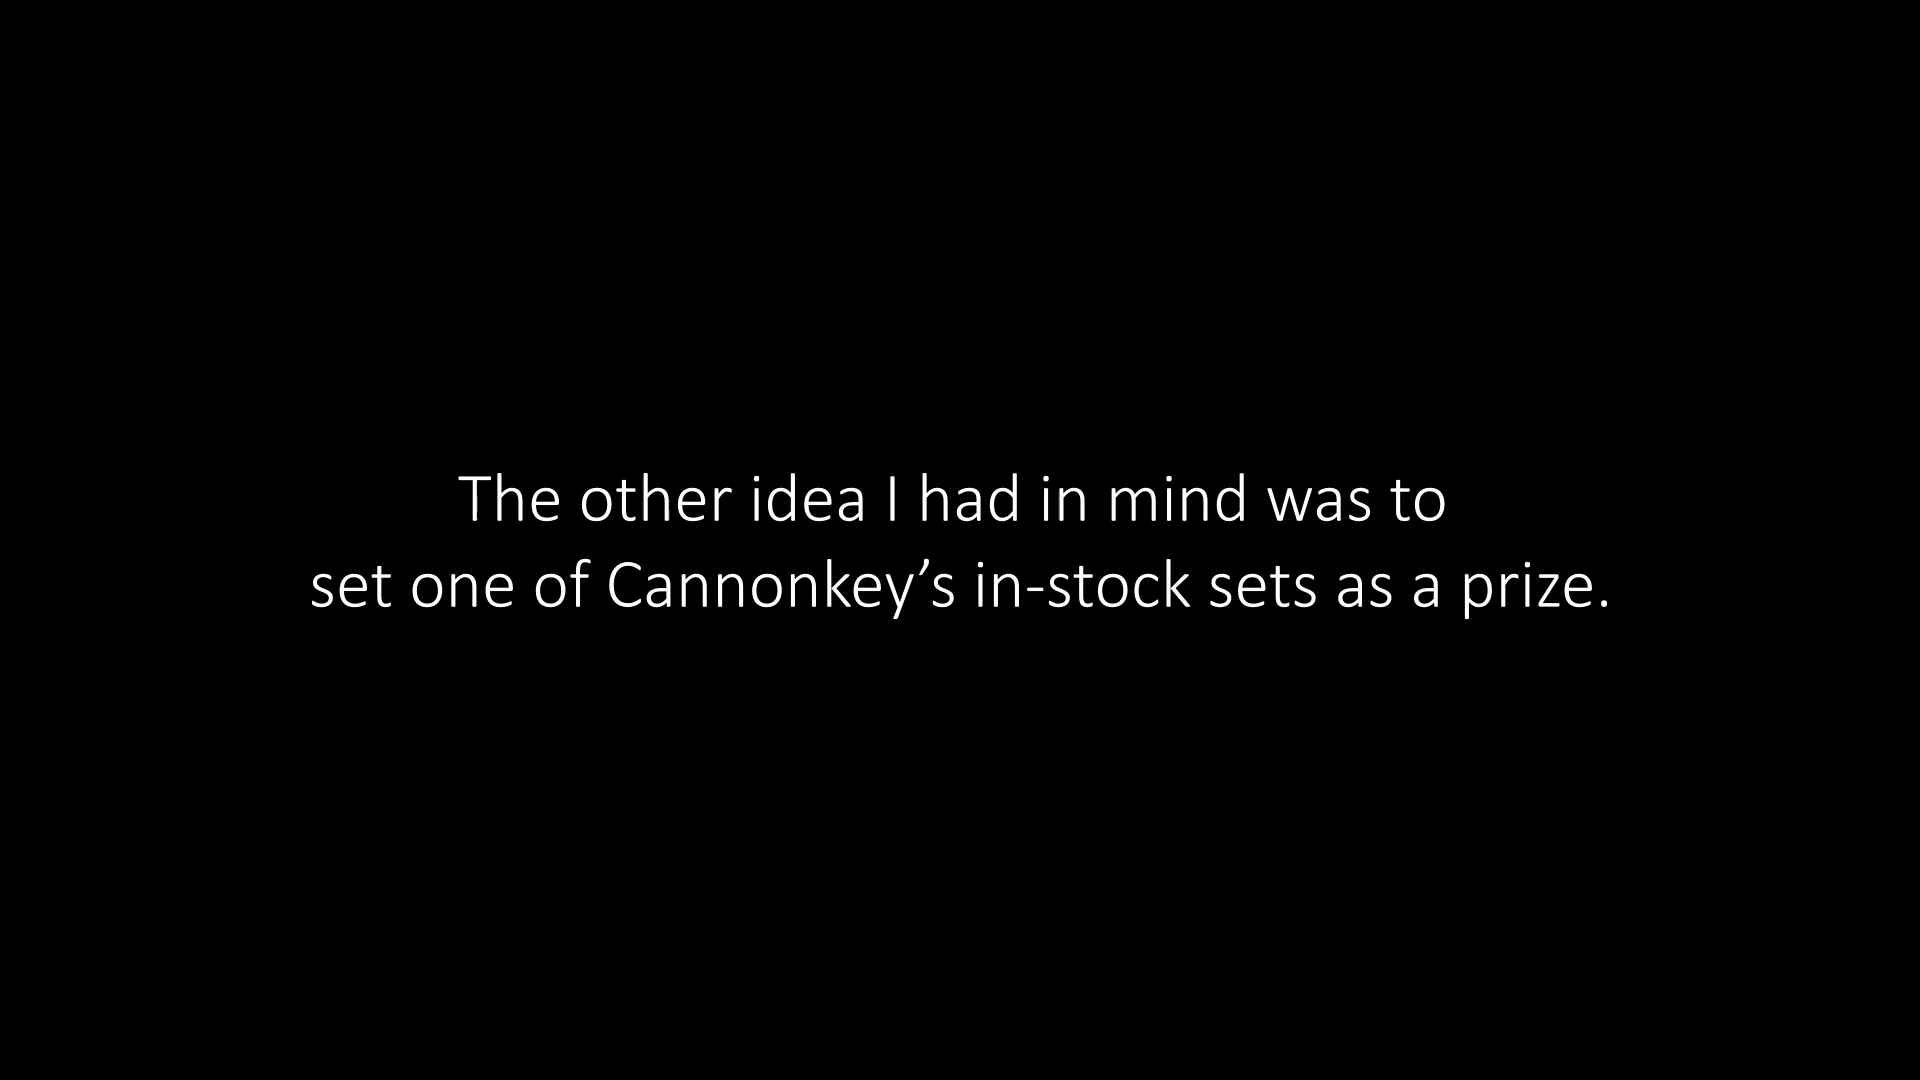 The other idea I had in mind was to
set one of Cannonkey’s in-stock sets as a prize.